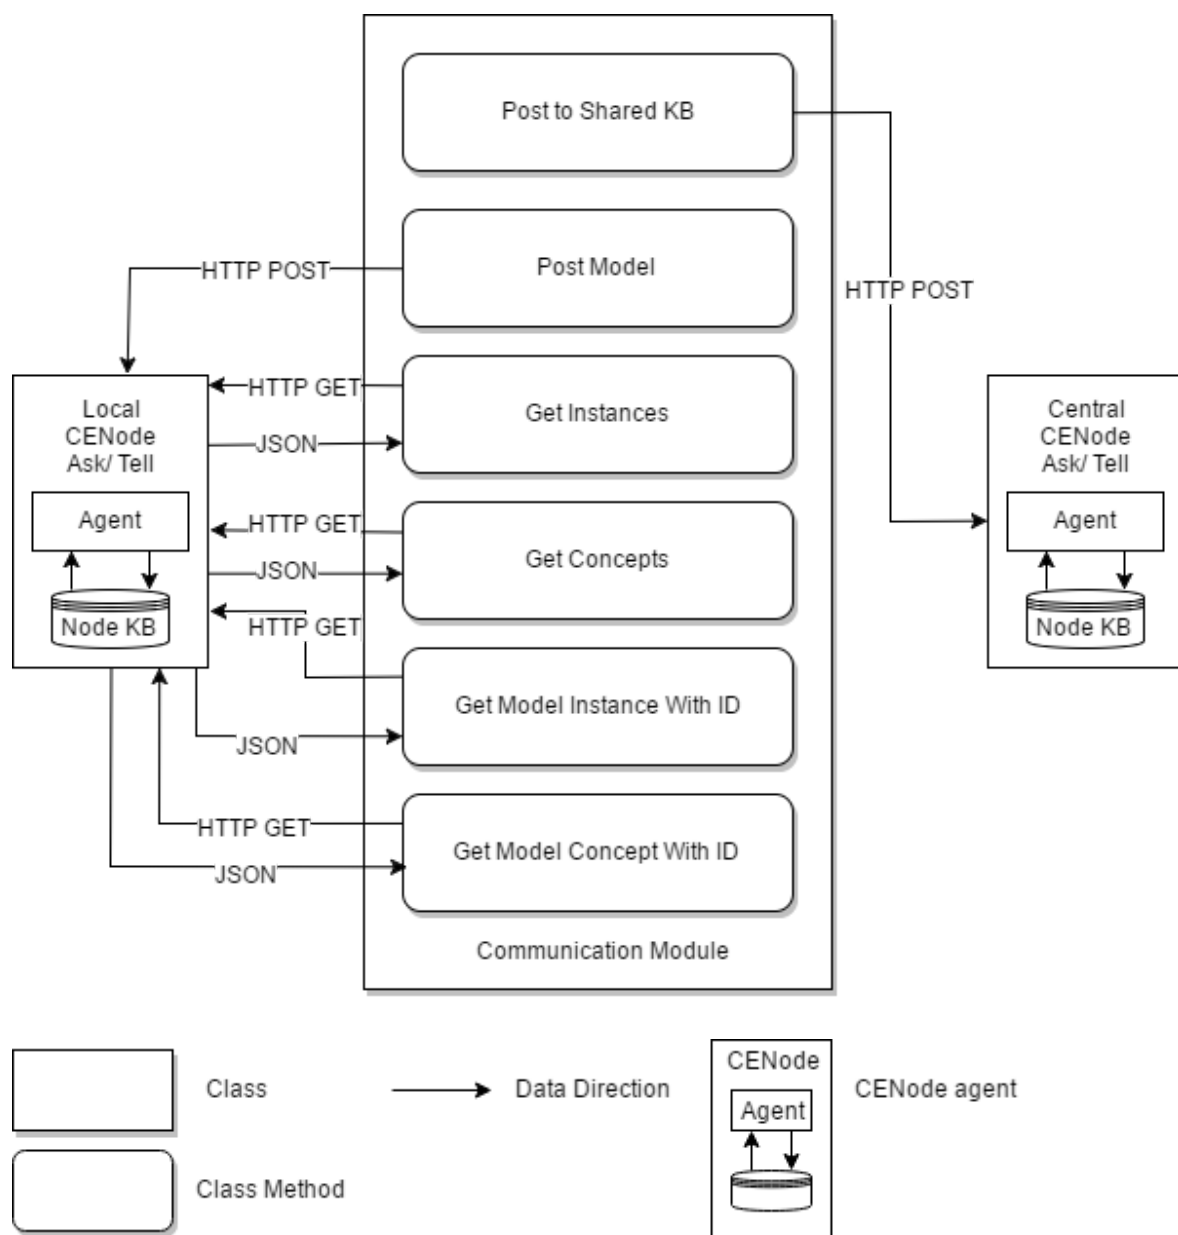 Post to Shared KB
Post Model
HTTP POST
HTTP POST
Get Instances
HTTP GET
JSON
Local
CENode
Ask/ Tell
Agent
Node KB
Central
CENode
Ask/ Tell
Agent
Node KB
Get Concepts
HTTP GET
JSON
HTTP GET
Get Model Instance With ID
JSON
HTTP GET
Get Model Concept With ID
JSON
Communication Module
Class
Data Direction
CENode
Agent
CENode agent
Class Method